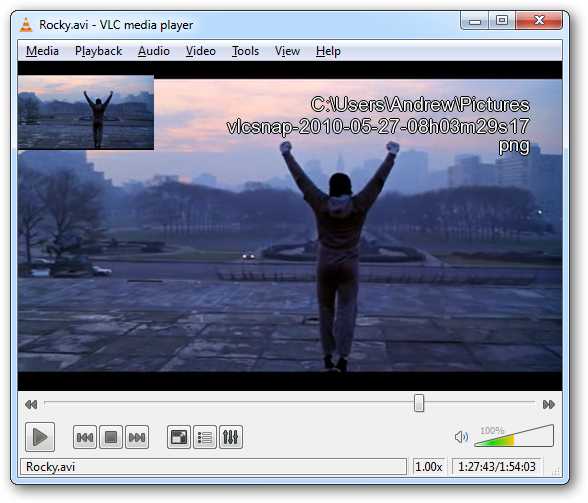 Rocky.avi - VLC media player
Media Playback Audio Video Tools View Help
C:\Users\Andrew\Pictures
vlcsnap-2010-05-27-08h03m29s17
png
100%
Rocky.avi 1.00x 1:27:43/1:54:03